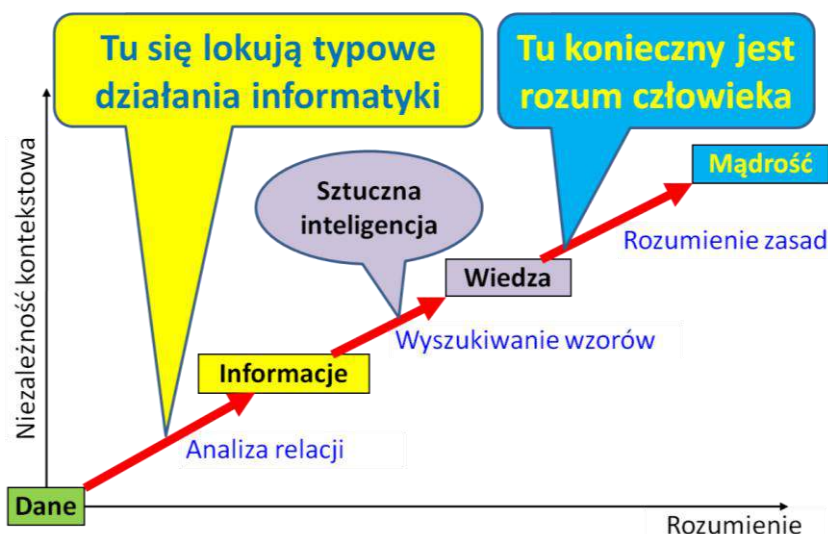 Tu się lokują typowe
działania informatyki
Tu konieczny jest
rozum człowieka
Niezależność kontekstowa
Mądrość
Sztuczna
inteligencja
Rozumienie zasad
Wiedza
Wyszukiwanie wzorów
Informacje
Analiza relacji
Dane
Rozumienie